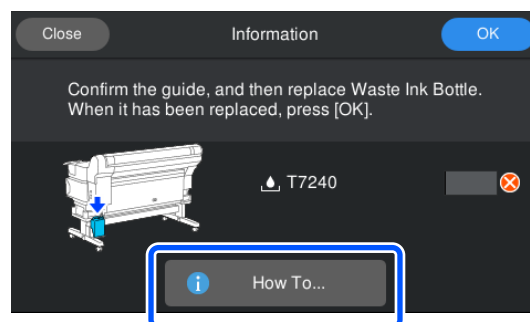 Close Information OK
Confirm the guide, and then replace Waste Ink Bottle.
When it has been replaced, press [OK].
T7240
How To...